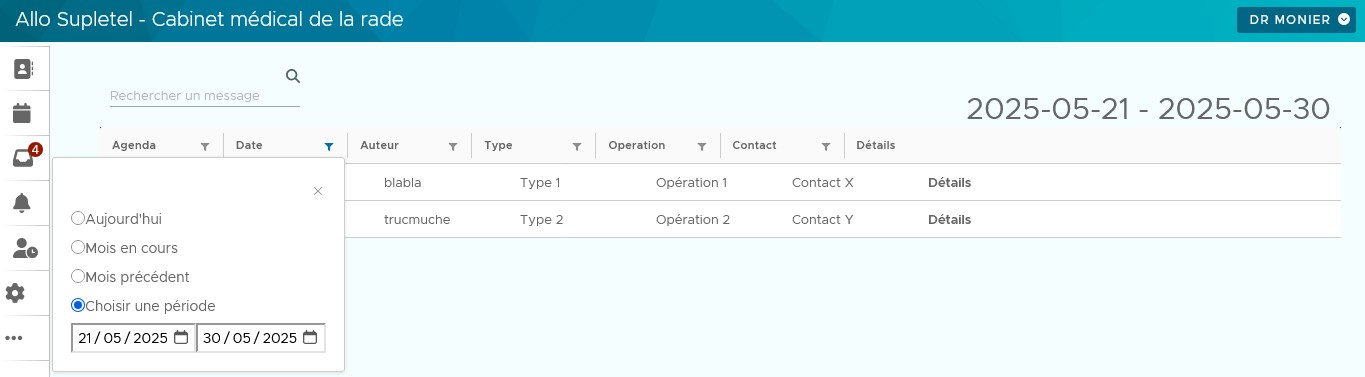 Allo Supletel - Cabinet médical de la rade
DR MONIER
Rechercher un message
2025-05-21 - 2025-05-30
Agenda Date Auteur Type Operation Contact Détails
4
blabla Type 1 Opération 1 Contact X Détails
trucmuche Type 2 Opération 2 Contact Y Détails
Aujourd'hui
Mois en cours
Mois précédent
Choisir une période
21/05/2025 30/05/2025